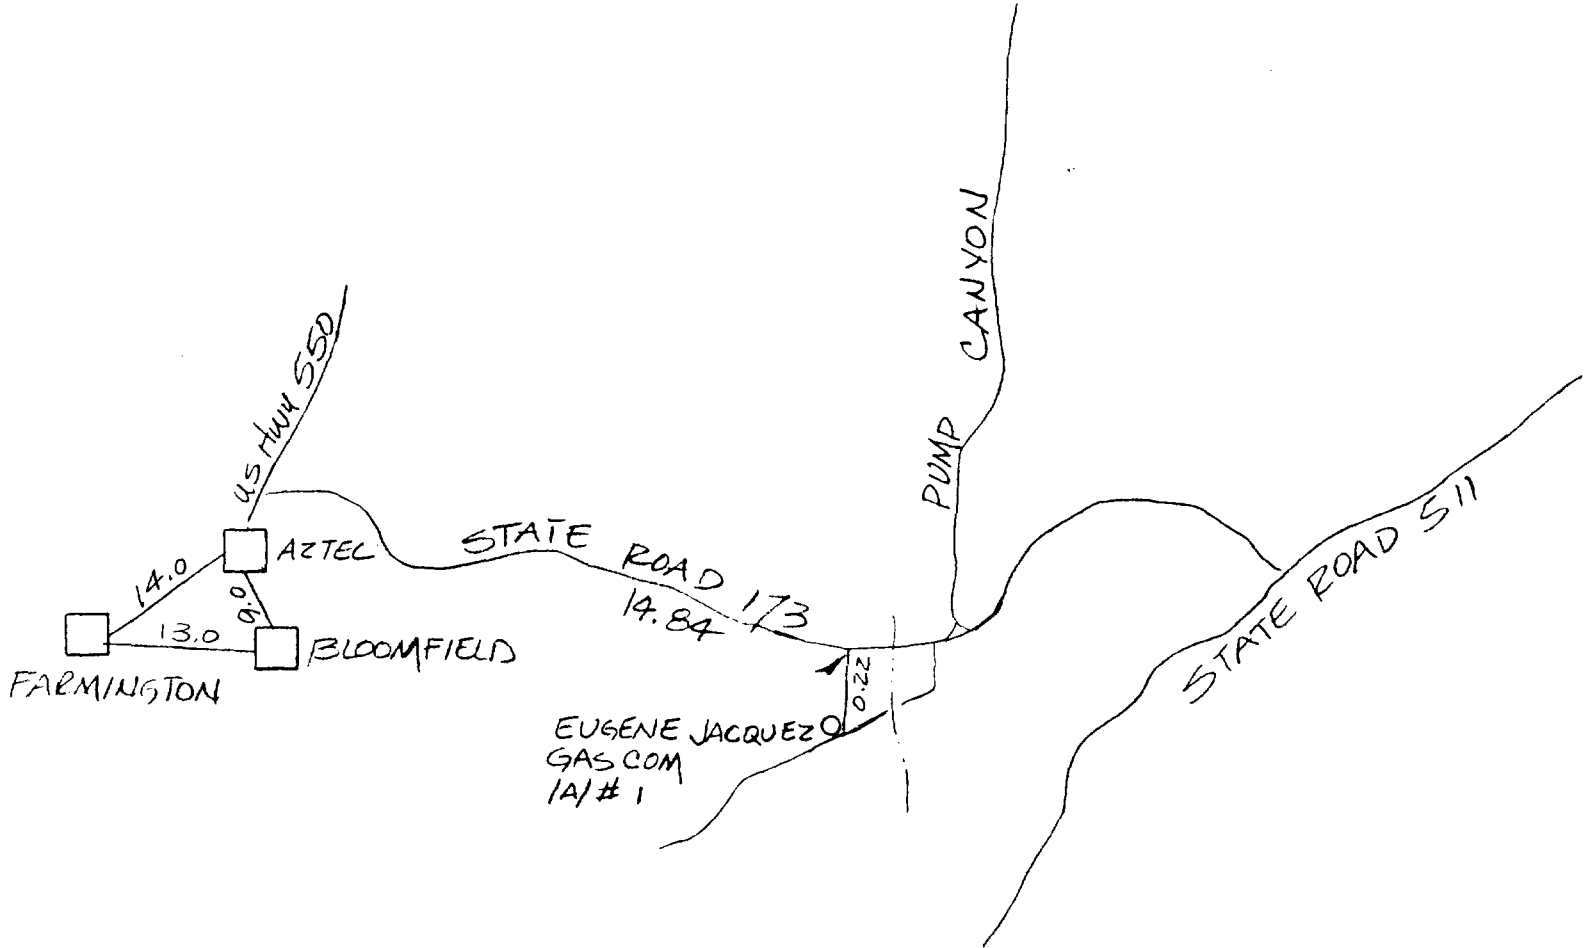 PUMP CANYON
US HWY 550
STATE ROAD 173
14.84
STATE ROAD 511
AZTEC
14.0
9.0
13.0
BLOOMFIELD
FARMINGTON
0.22
EUGENE JACQUEZ
GAS COM
/A/ # 1